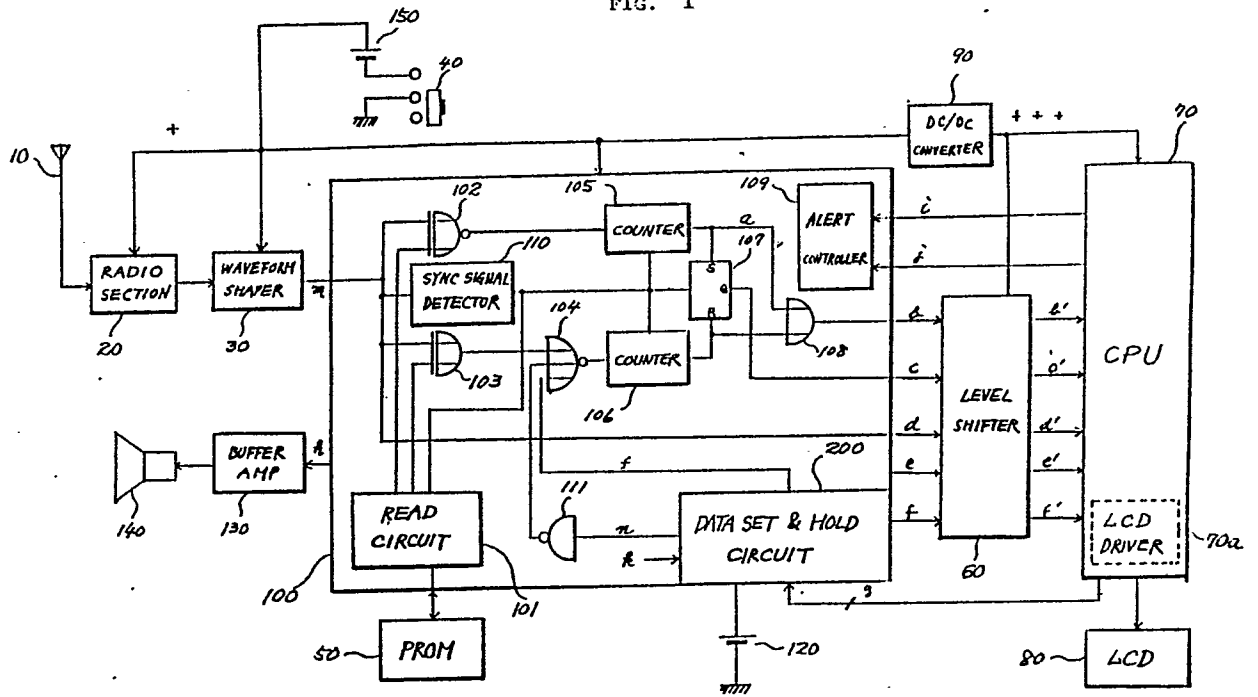 FIG. 1
150
40
+
90
DC/DC
CONVERTER
+ + +
70
10
102
105
COUNTER
a
109
ALERT
CONTROLLER
i
j
RADIO
SECTION
20
WAVEFORM
SHAPER
30
m
110
SYNC SIGNAL
DETECTOR
107
S
Q
R
104
103
COUNTER
106
108
b
b'
c
d
d'
e
e'
f
f'
LEVEL
SHIFTER
60
CPU
LCD
DRIVER
70a
140
BUFFER
AMP
130
h
f
200
111
n
k
DATA SET & HOLD
CIRCUIT
READ
CIRCUIT
100
101
g
50
PROM
120
80
LCD